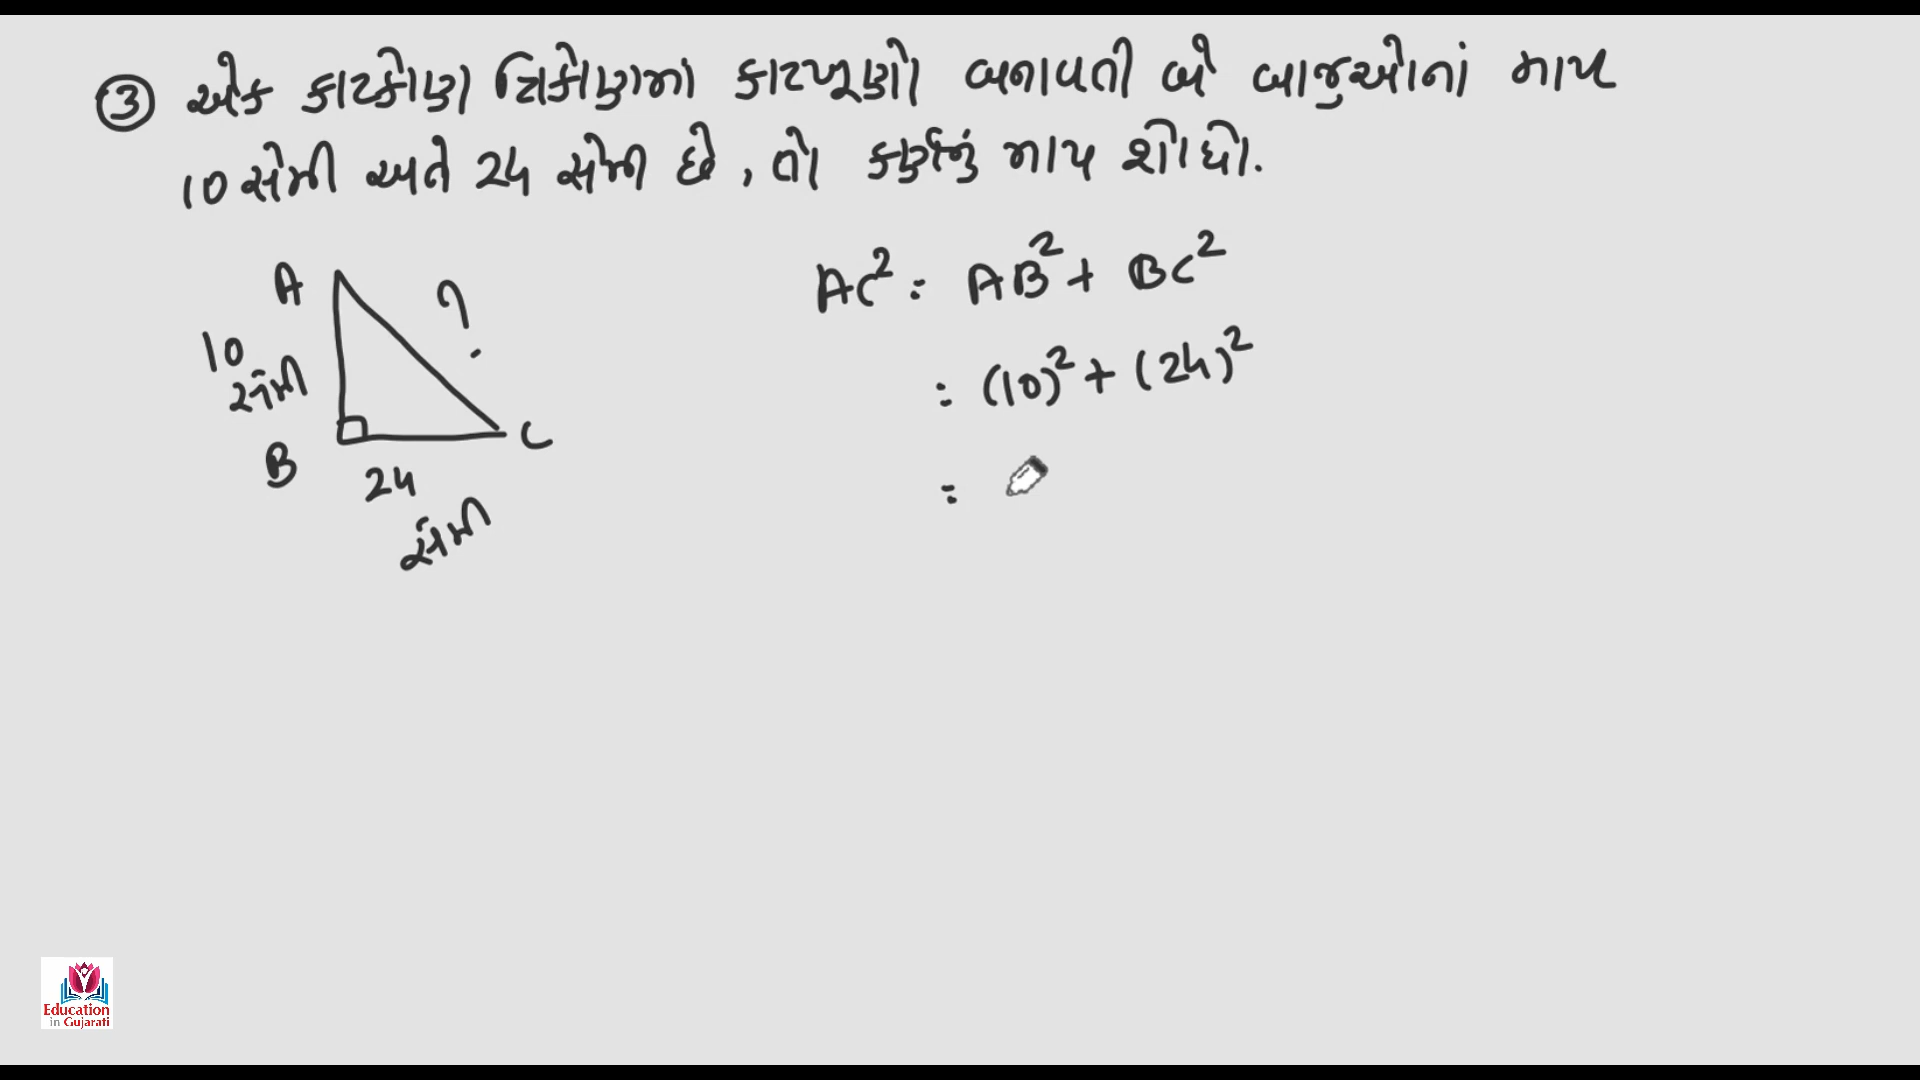 ③ એક કાટકોણ ત્રિકોણમાં કાટખૂણો બનાવતી બે બાજુઓનાં માપ
10 સેમી અને 24 સેમી છે, તો કર્ણનું માપ શોધો.
A
?
10
સેમી
B
C
24
સેમી
AC² = AB² + BC²
= (10)² + (24)²
=
Education
in Gujarati